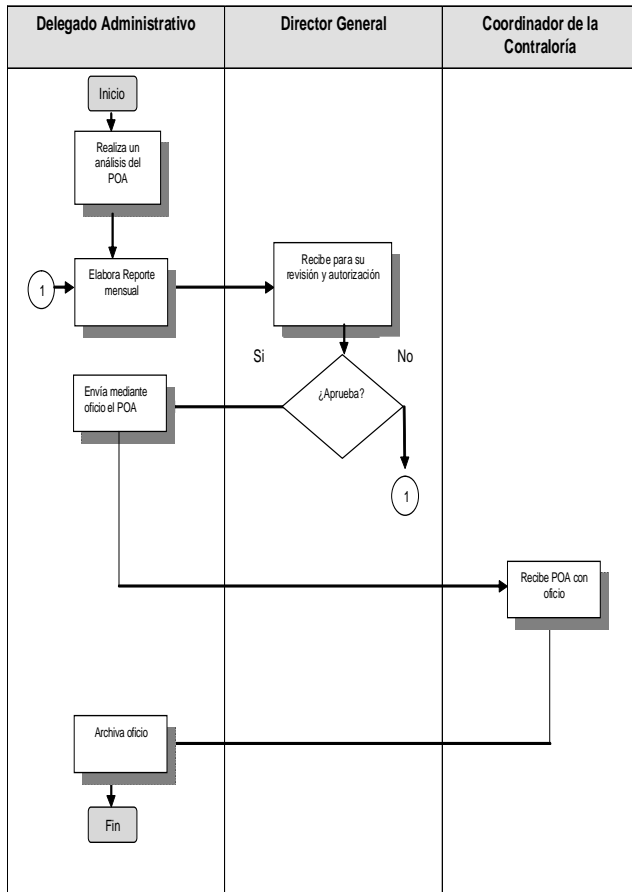 Delegado Administrativo
Director General
Coordinador de la
Contraloría
Inicio
Realiza un
análisis del
POA
1
Elabora Reporte
mensual
Recibe para su
revisión y autorización
Si
No
¿Aprueba?
Envía mediante
oficio el POA
1
Recibe POA con
oficio
Archiva oficio
Fin